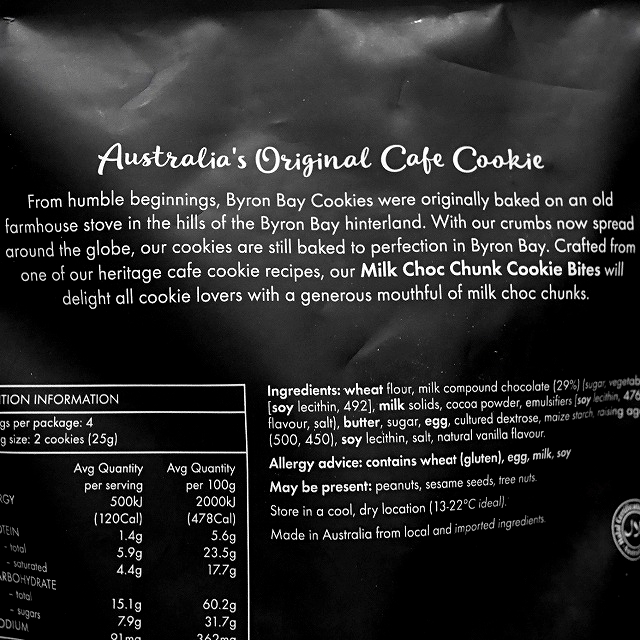 Australia's Original Cafe Cookie
From humble beginnings, Byron Bay Cookies were originally baked on an old
farmhouse stove in the hills of the Byron Bay hinterland. With our crumbs now spread
around the globe, our cookies are still baked to perfection in Byron Bay. Crafted from
one of our heritage cafe cookie recipes, our Milk Choc Chunk Cookie Bites will
delight all cookie lovers with a generous mouthful of milk choc chunks.
TION INFORMATION
gs per package: 4
g size: 2 cookies (25g)
Avg Quantity Avg Quantity
per serving per 100g
RGY 500kJ 2000kJ
(120Cal) (478Cal)
TEIN 1.4g 5.6g
- total 5.9g 23.5g
- saturated 4.4g 17.7g
ARBOHYDRATE
- total 15.1g 60.2g
- sugars 7.9g 31.7g
ODIUM 91mg 362mg
Ingredients: wheat flour, milk compound chocolate (29%) (sugar, vegetab
[soy lecithin, 492], milk solids, cocoa powder, emulsifiers [soy lecithin, 476
flavour, salt), butter, sugar, egg, cultured dextrose, maize starch, raising ag
(500, 450), soy lecithin, salt, natural vanilla flavour.
Allergy advice: contains wheat (gluten), egg, milk, soy
May be present: peanuts, sesame seeds, tree nuts.
Store in a cool, dry location (13-22°C ideal).
Made in Australia from local and imported ingredients.